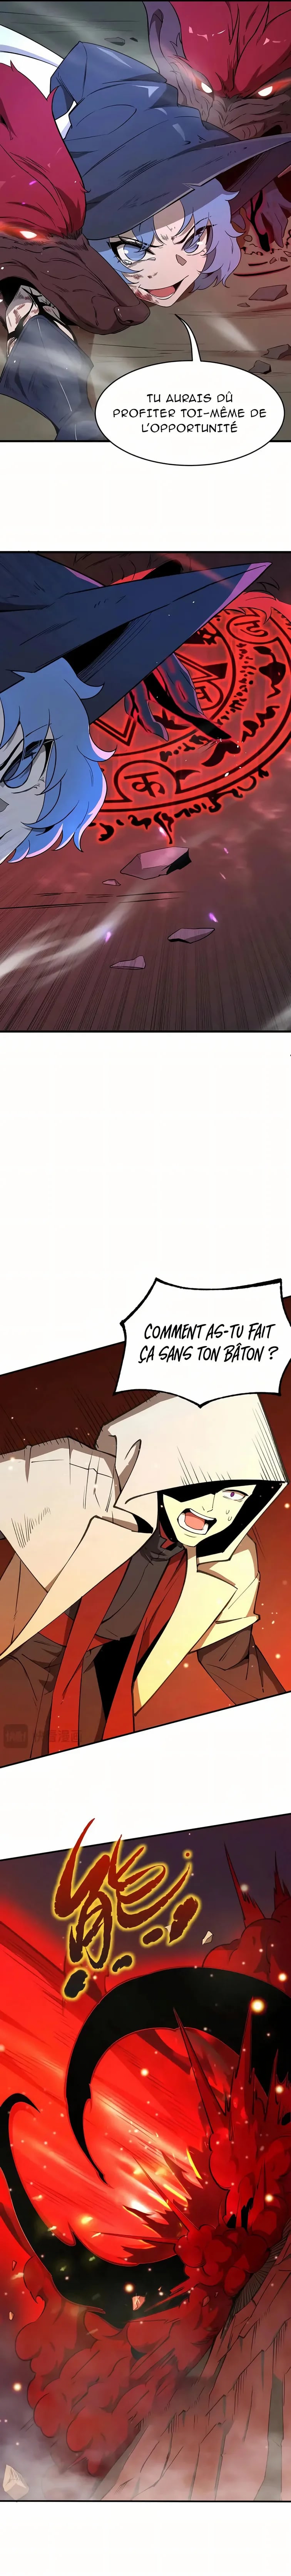 TU AURAIS DÛ
PROFITER TOI-MÊME DE
L'OPPORTUNITÉ
COMMENT AS-TU FAIT
ÇA SANS TON BÂTON ?